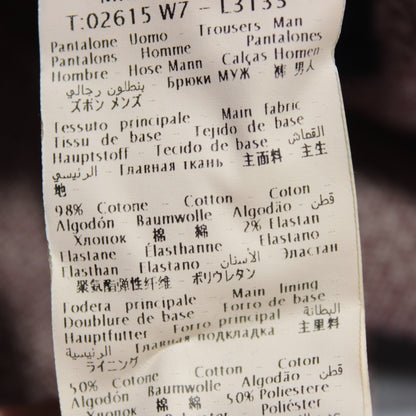 T:02615 W7 - L3135
Pantalone Uomo - Trousers Man
Pantalons Homme - Pantalones
Hombre - Hose Mann - Calças Homen
بنطلون رجالي - Брюки МУЖ - 裤 男人
- ズボン メンズ
Tessuto principale - Main fabric
Tissu de base - Tejido de base
Hauptstoff - Tecido de base - القماش
الرئيسي - Главная ткань - 主面料 - 主生
地
98% Cotone - Cotton - Coton
Algodón - Baumwolle - Algodão - قطن
Хлопок - 棉 - 綿 - 2% Elastan
Elastane - Élasthanne - Elastano
Elasthan - Elastano - الأستان - Эластан
- 聚氨酯弹性纤维 - ポリウレタン
Fodera principale - Main lining
Doublure de base - Forro de base
Hauptfutter - Forro principal - البطانة
الرئيسية - Главная подкладка - 主里料
- ライニング
50% Cotone - Cotton - Coton
Algodón - Baumwolle - Algodão - قطن
Хлопок - 棉 - 綿 - 50% Poliestere
Polyester - Poliéster